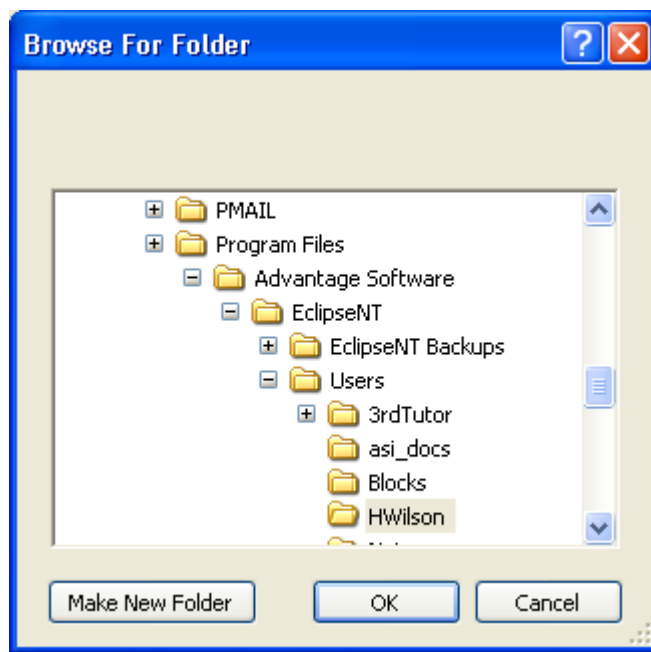 Browse For Folder
PMAIL
Program Files
Advantage Software
EclipseNT
EclipseNT Backups
Users
3rdTutor
asi_docs
Blocks
HWilson
Make New Folder OK Cancel